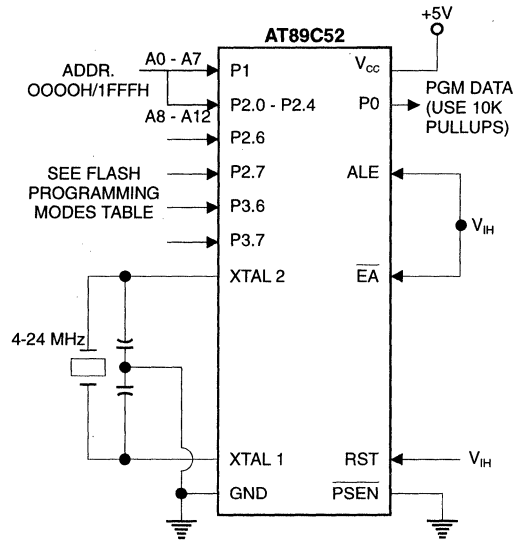 +5V
AT89C52
A0 - A7
ADDR.
OOOOH/1FFFH
A8 - A12
P1
P2.0 - P2.4
P2.6
P2.7
P3.6
P3.7
SEE FLASH
PROGRAMMING
MODES TABLE
XTAL 2
4-24 MHz
XTAL 1
GND
VCC
P0
PGM DATA
(USE 10K
PULLUPS)
ALE
VIH
EA
RST
VIH
PSEN